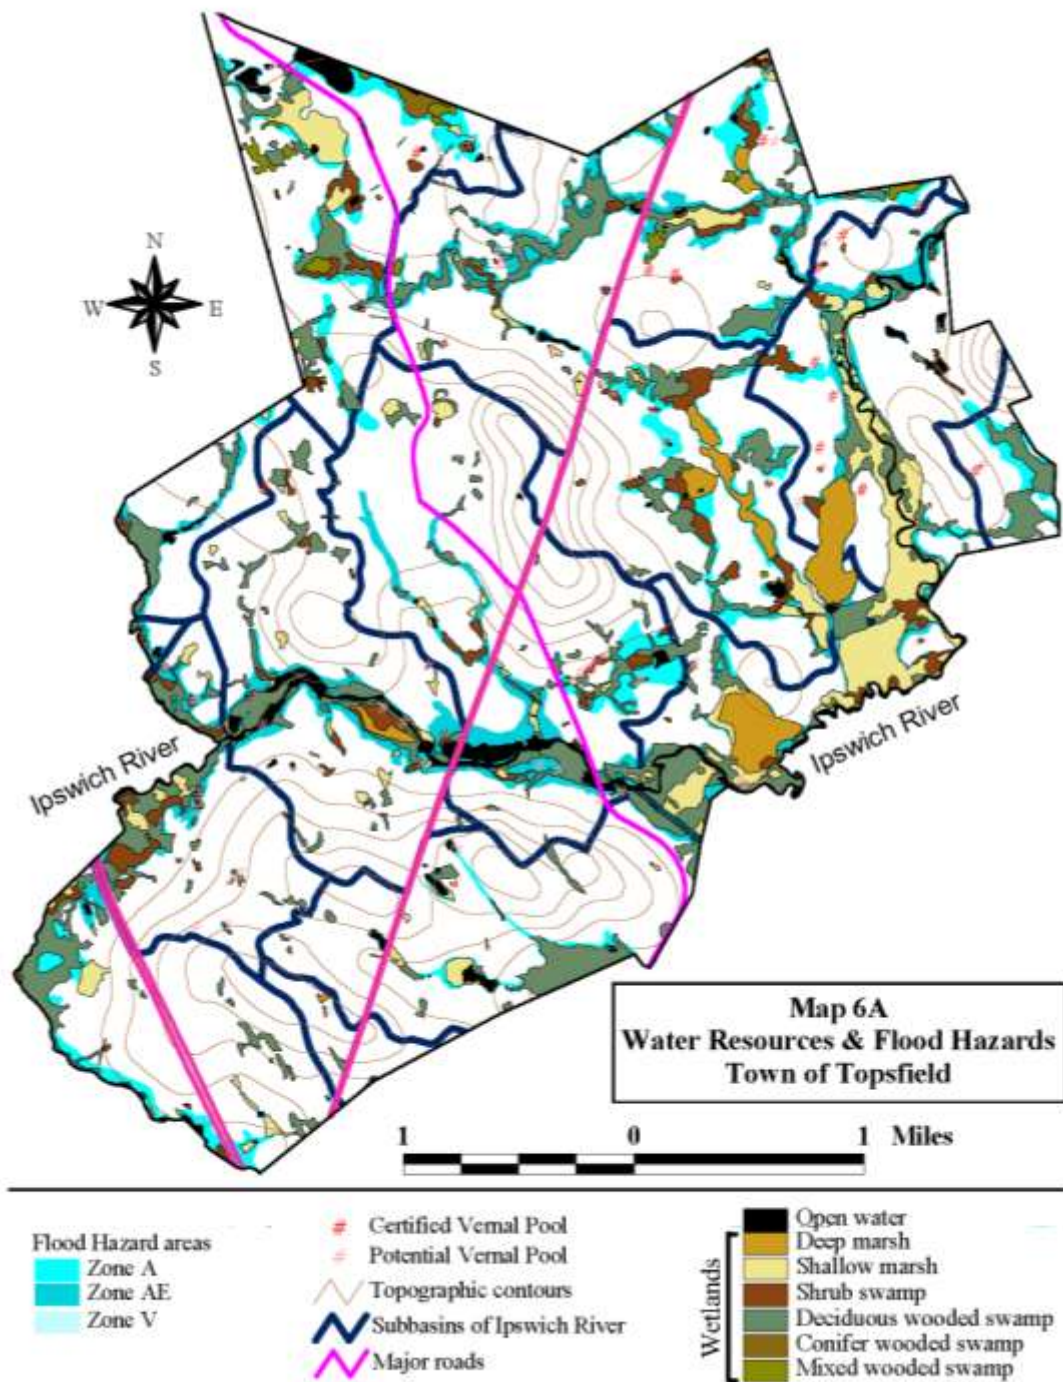 N
W E
S
Ipswich River
Ipswich River
Map 6A
Water Resources & Flood Hazards
Town of Topsfield
1 0 1 Miles
Flood Hazard areas
Zone A
Zone AE
Zone V
# Certified Vernal Pool
# Potential Vernal Pool
Topographic contours
Subbasins of Ipswich River
Major roads
Wetlands
Open water
Deep marsh
Shallow marsh
Shrub swamp
Deciduous wooded swamp
Conifer wooded swamp
Mixed wooded swamp